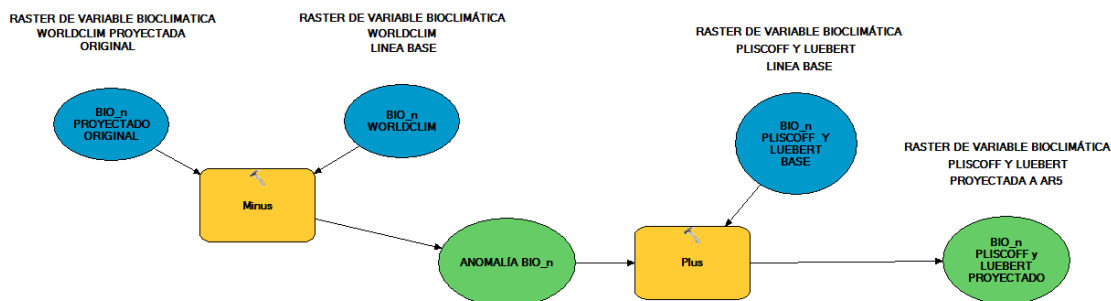 RASTER DE VARIABLE BIOCLIMATICA
WORLDCLIM PROYECTADA
ORIGINAL
RASTER DE VARIABLE BIOCLIMÁTICA
WORLDCLIM
LINEA BASE
RASTER DE VARIABLE BIOCLIMÁTICA
PLISCOFF Y LUEBERT
LINEA BASE
BIO_n
PROYECTADO
ORIGINAL
BIO_n
WORLDCLIM
BIO_n
PLISCOFF Y
LUEBERT
BASE
RASTER DE VARIABLE BIOCLIMÁTICA
PLISCOFF Y LUEBERT
PROYECTADA A AR5
Minus
ANOMALÍA BIO_n
Plus
BIO_n
PLISCOFF y
LUEBERT
PROYECTADO